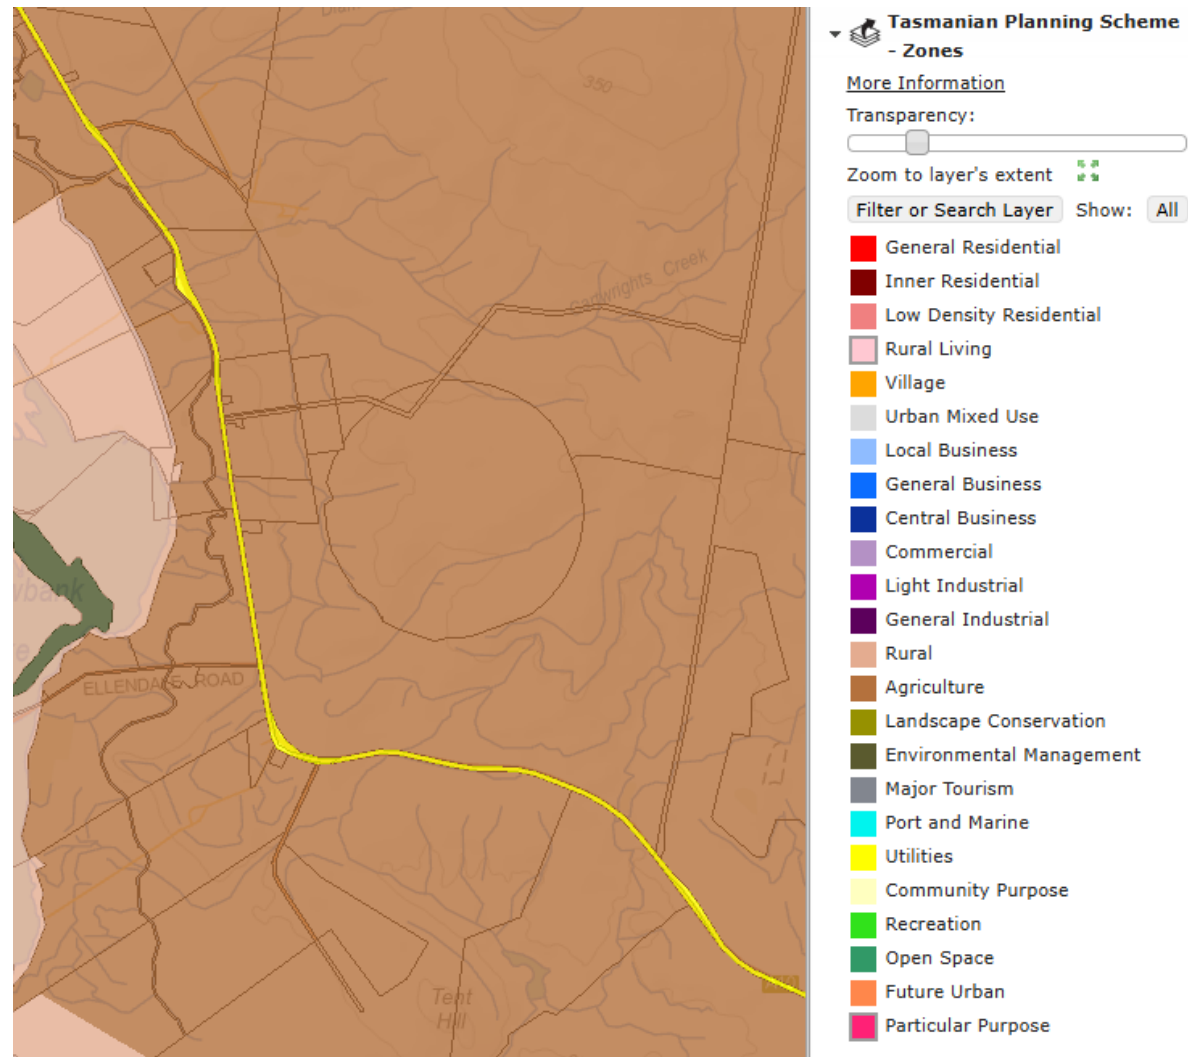 350
Cartwrights Creek
ELLENDALE ROAD
Tent
Hill
Tasmanian Planning Scheme
- Zones
More Information
Transparency:
Zoom to layer's extent
Filter or Search Layer Show: All
General Residential
Inner Residential
Low Density Residential
Rural Living
Village
Urban Mixed Use
Local Business
General Business
Central Business
Commercial
Light Industrial
General Industrial
Rural
Agriculture
Landscape Conservation
Environmental Management
Major Tourism
Port and Marine
Utilities
Community Purpose
Recreation
Open Space
Future Urban
Particular Purpose